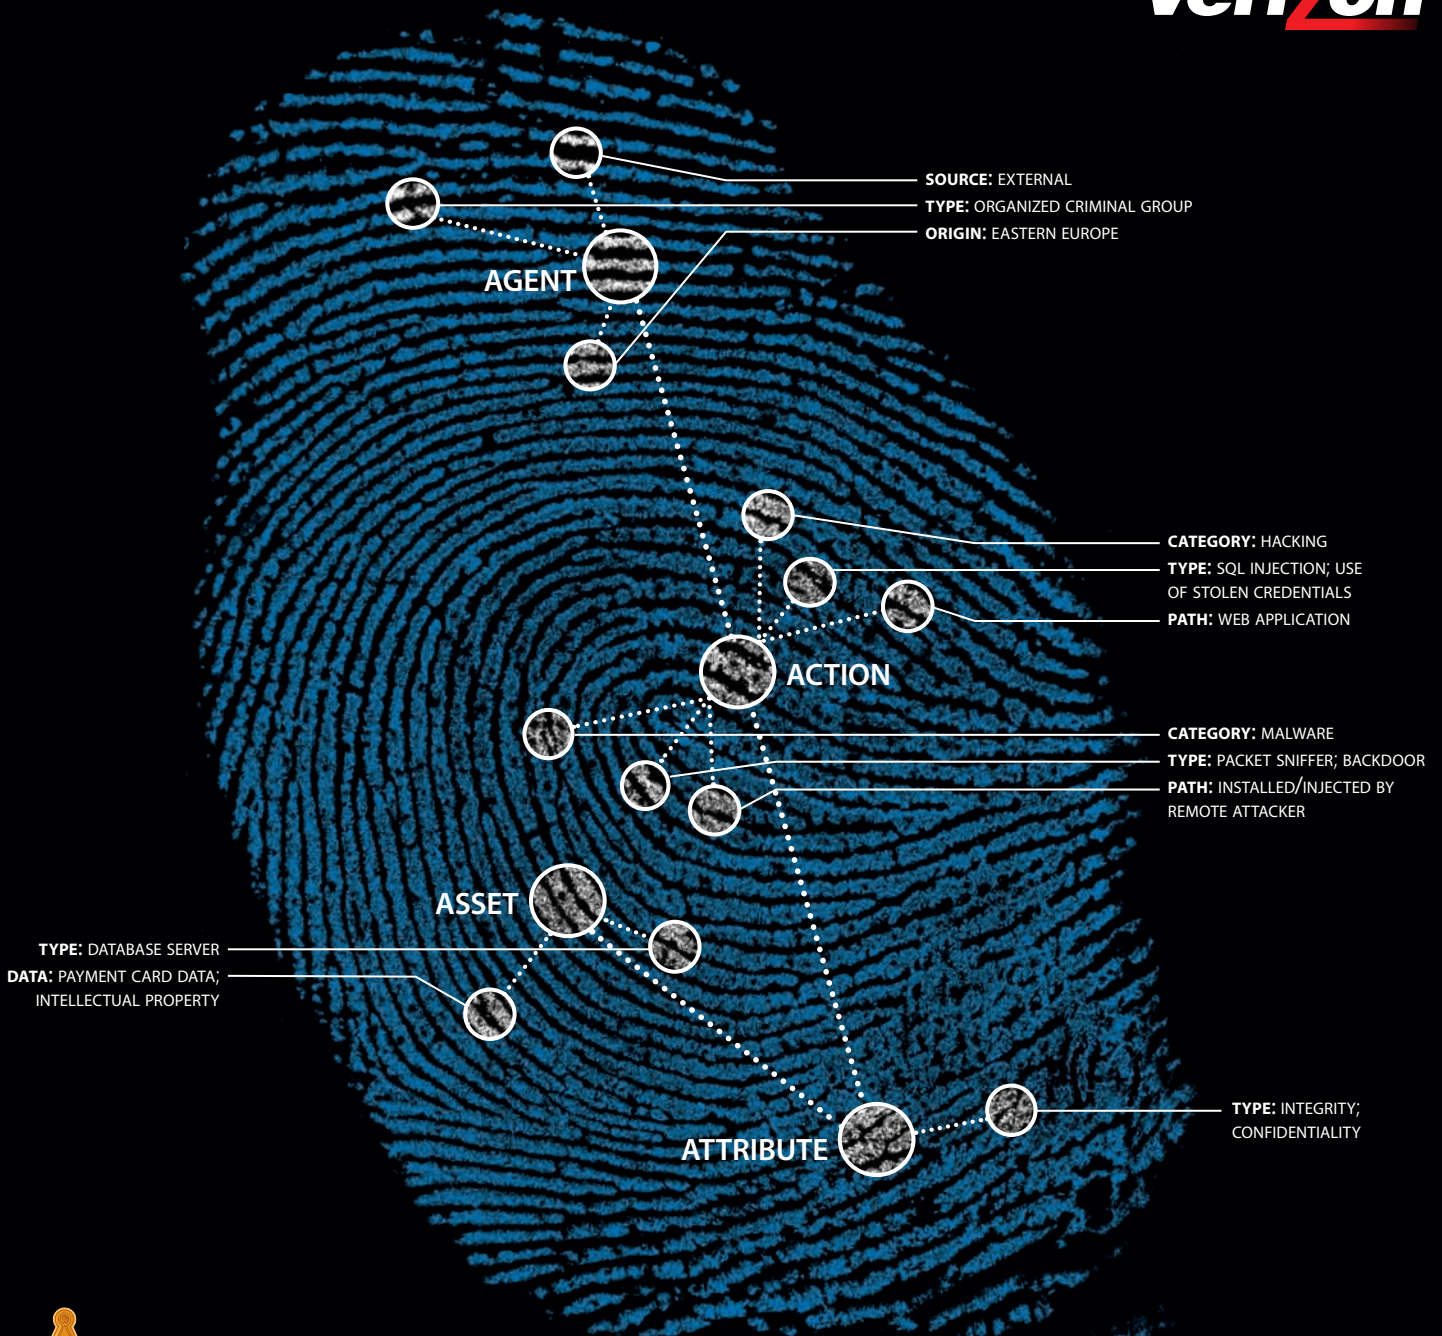 verizon
SOURCE: EXTERNAL
TYPE: ORGANIZED CRIMINAL GROUP
ORIGIN: EASTERN EUROPE
AGENT
CATEGORY: HACKING
TYPE: SQL INJECTION; USE
OF STOLEN CREDENTIALS
PATH: WEB APPLICATION
ACTION
CATEGORY: MALWARE
TYPE: PACKET SNIFFER; BACKDOOR
PATH: INSTALLED/INJECTED BY
REMOTE ATTACKER
ASSET
TYPE: DATABASE SERVER
DATA: PAYMENT CARD DATA;
INTELLECTUAL PROPERTY
TYPE: INTEGRITY;
CONFIDENTIALITY
ATTRIBUTE